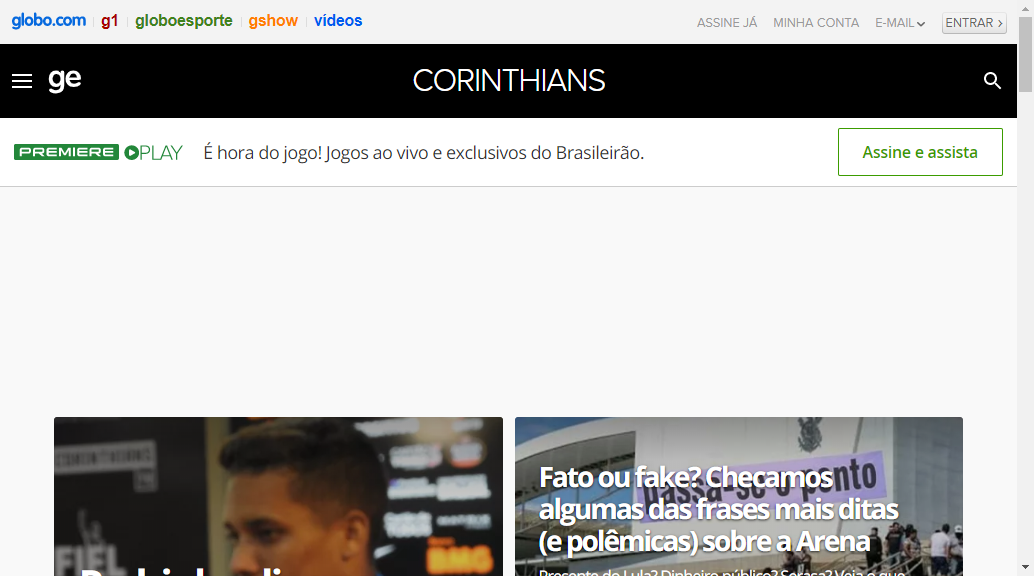 globo.com g1 globoesporte gshow vídeos ASSINE JÁ MINHA CONTA E-MAIL ENTRAR ›
ge CORINTHIANS
PREMIERE PLAY É hora do jogo! Jogos ao vivo e exclusivos do Brasileirão. Assine e assista
CORINTHIANS
FIEL
BMG
passa-se o ponto
Fato ou fake? Checamos
algumas das frases mais ditas
(e polêmicas) sobre a Arena
Presente do Lula? Dinheiro público? Serasa? Veja o que